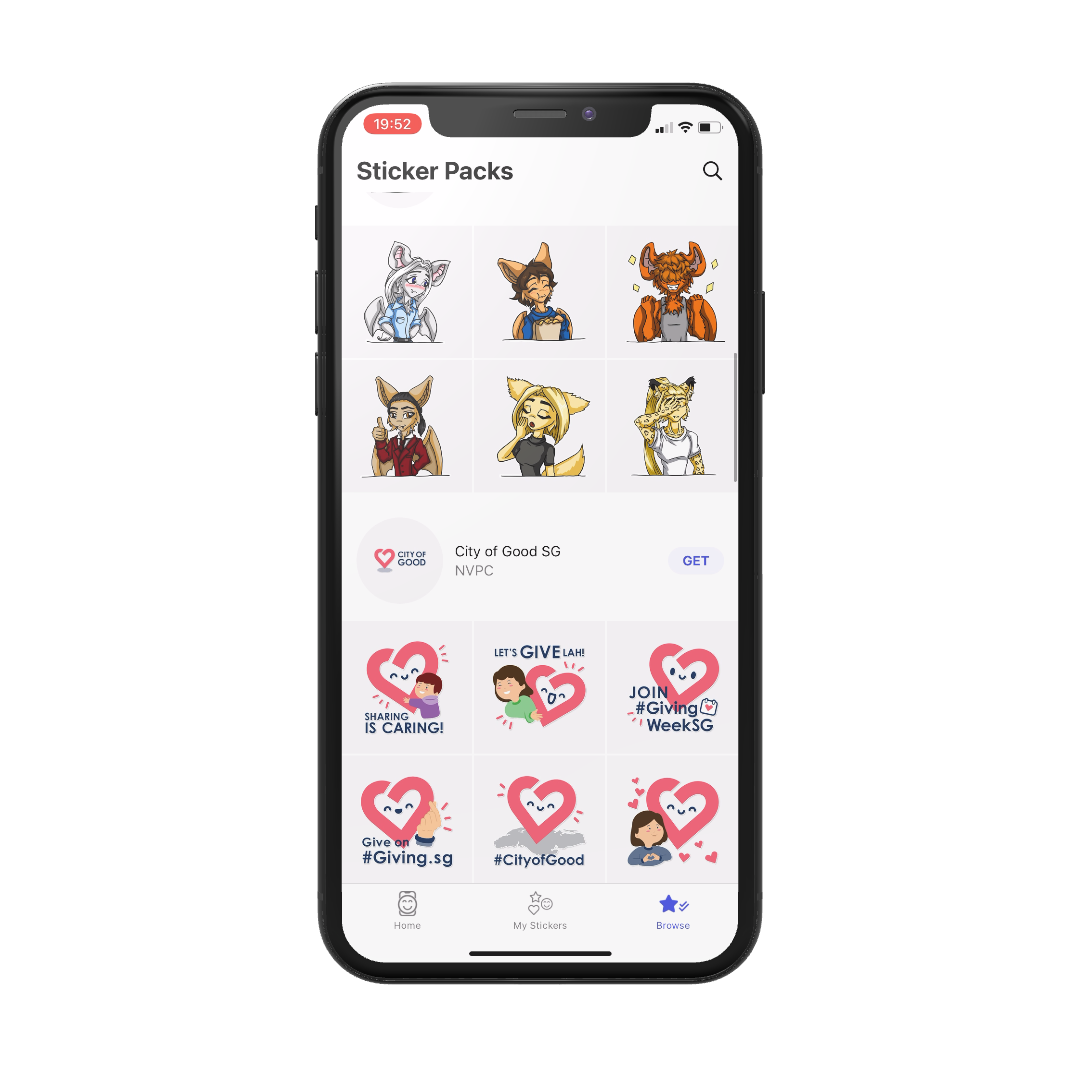 19:52
Sticker Packs
CITY OF
GOOD
City of Good SG
NVPC
GET
SHARING
IS CARING!
LET'S GIVE LAH!
JOIN
#Giving
WeekSG
Give on
#Giving.sg
#CityofGood
Home
My Stickers
Browse